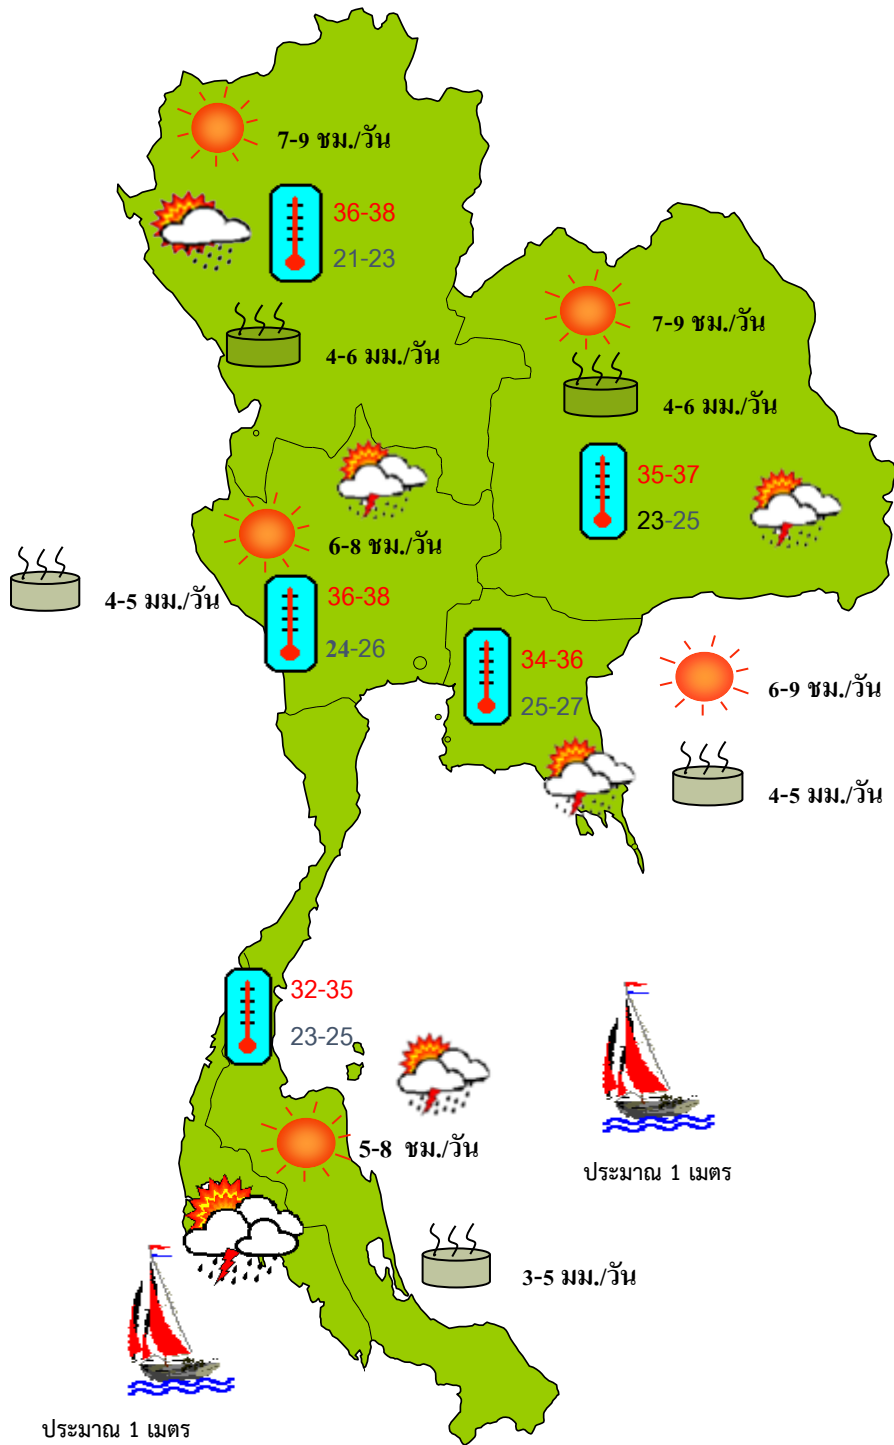 7-9 ชม./วัน
36-38
21-23
7-9 ชม./วัน
4-6 มม./วัน
4-6 มม./วัน
35-37
23-25
6-8 ชม./วัน
4-5 มม./วัน
36-38
24-26
34-36
25-27
6-9 ชม./วัน
4-5 มม./วัน
32-35
23-25
5-8 ชม./วัน
ประมาณ 1 เมตร
3-5 มม./วัน
ประมาณ 1 เมตร